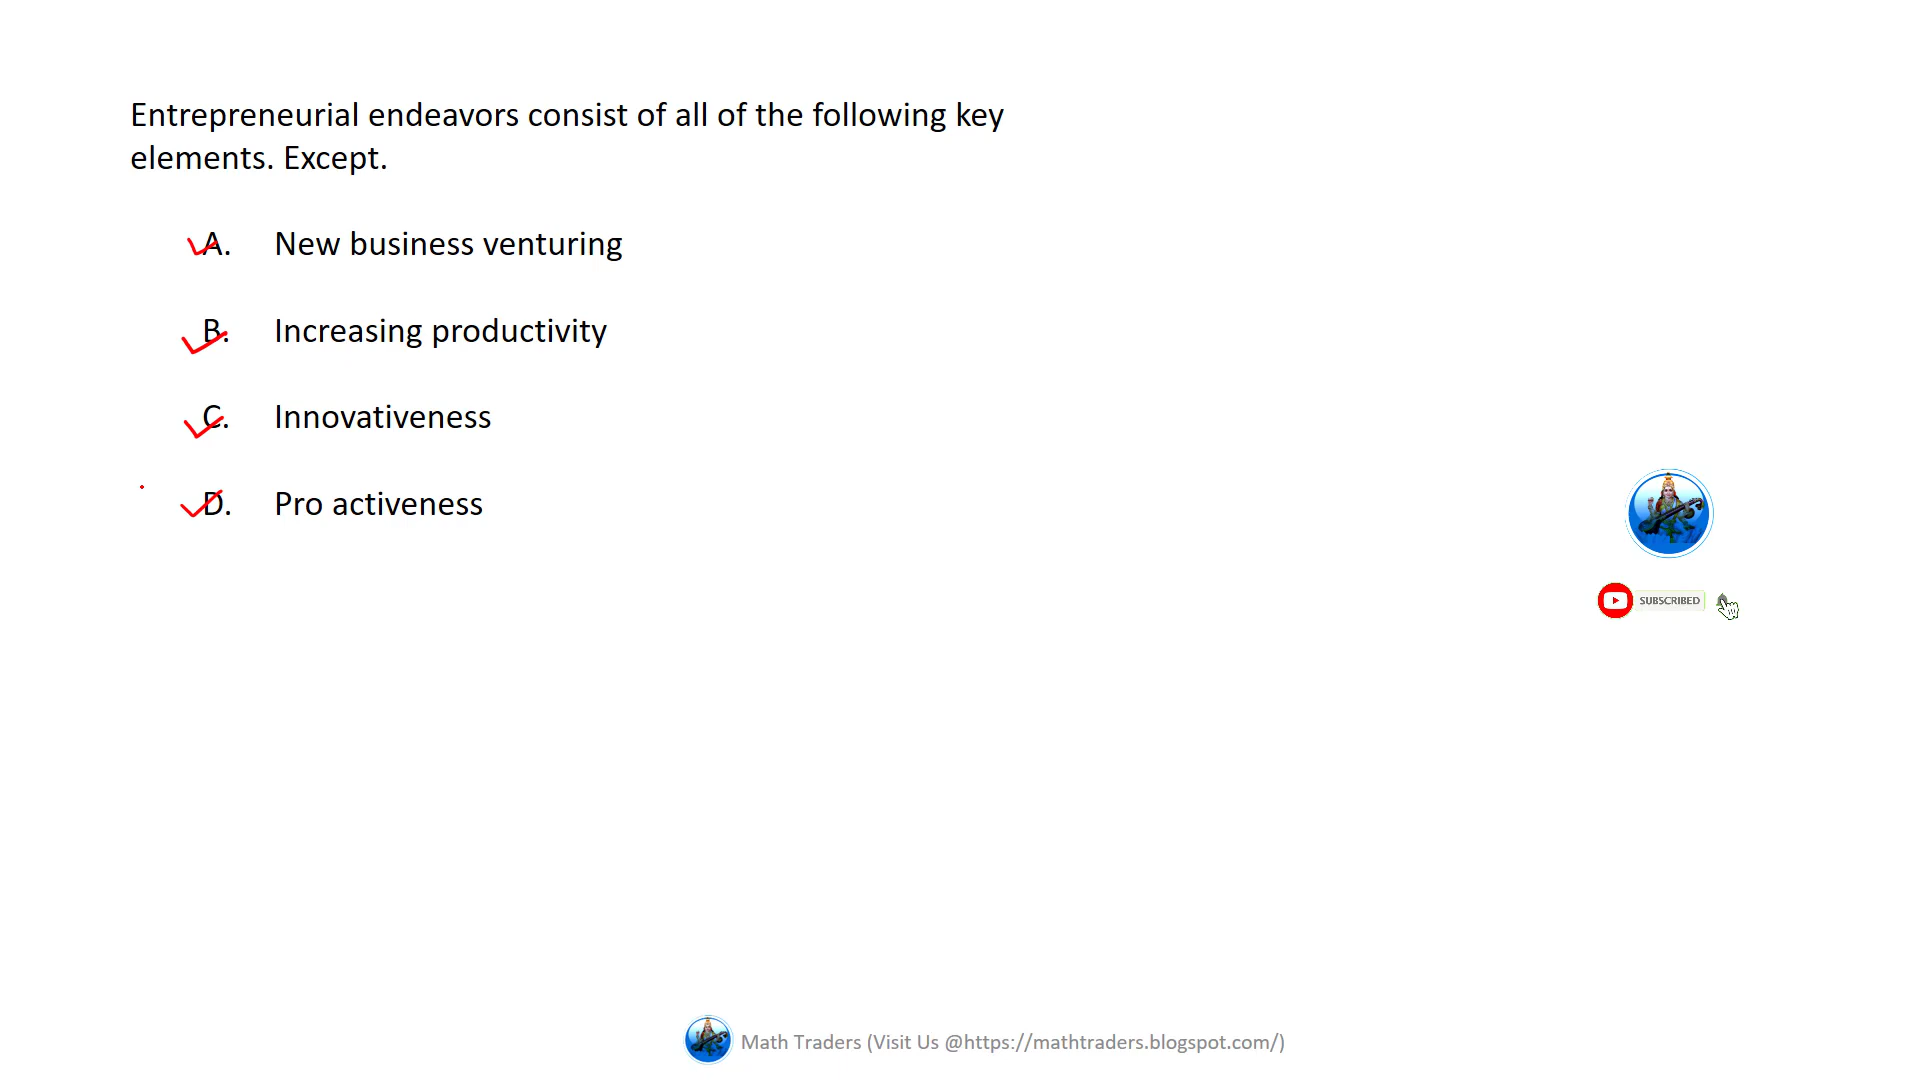 Entrepreneurial endeavors consist of all of the following key
elements. Except.
A. New business venturing
B. Increasing productivity
C. Innovativeness
D. Pro activeness
SUBSCRIBED
Math Traders (Visit Us @https://mathtraders.blogspot.com/)